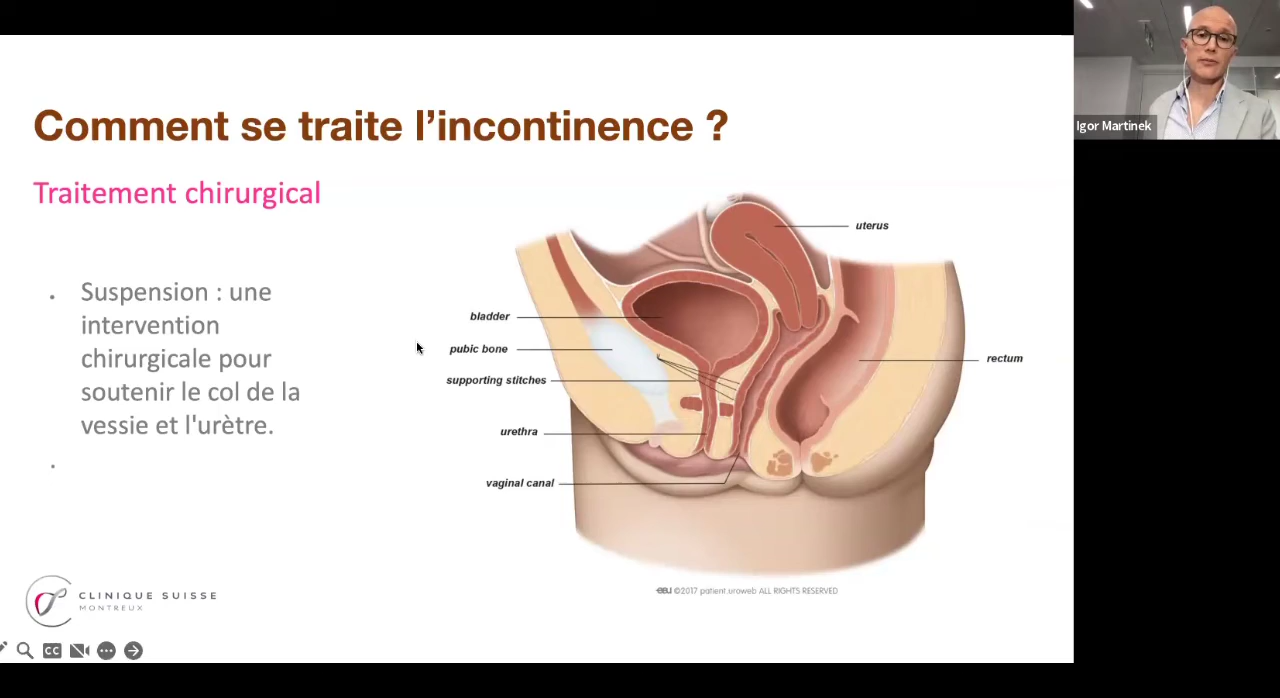 Comment se traite l’incontinence ?
Traitement chirurgical
Suspension : une
intervention
chirurgicale pour
soutenir le col de la
vessie et l'urètre.
uterus
bladder
pubic bone
supporting stitches
rectum
urethra
vaginal canal
eau ©2017 patient.uroweb ALL RIGHTS RESERVED
CLINIQUE SUISSE
MONTREUX
CC
Igor Martinek